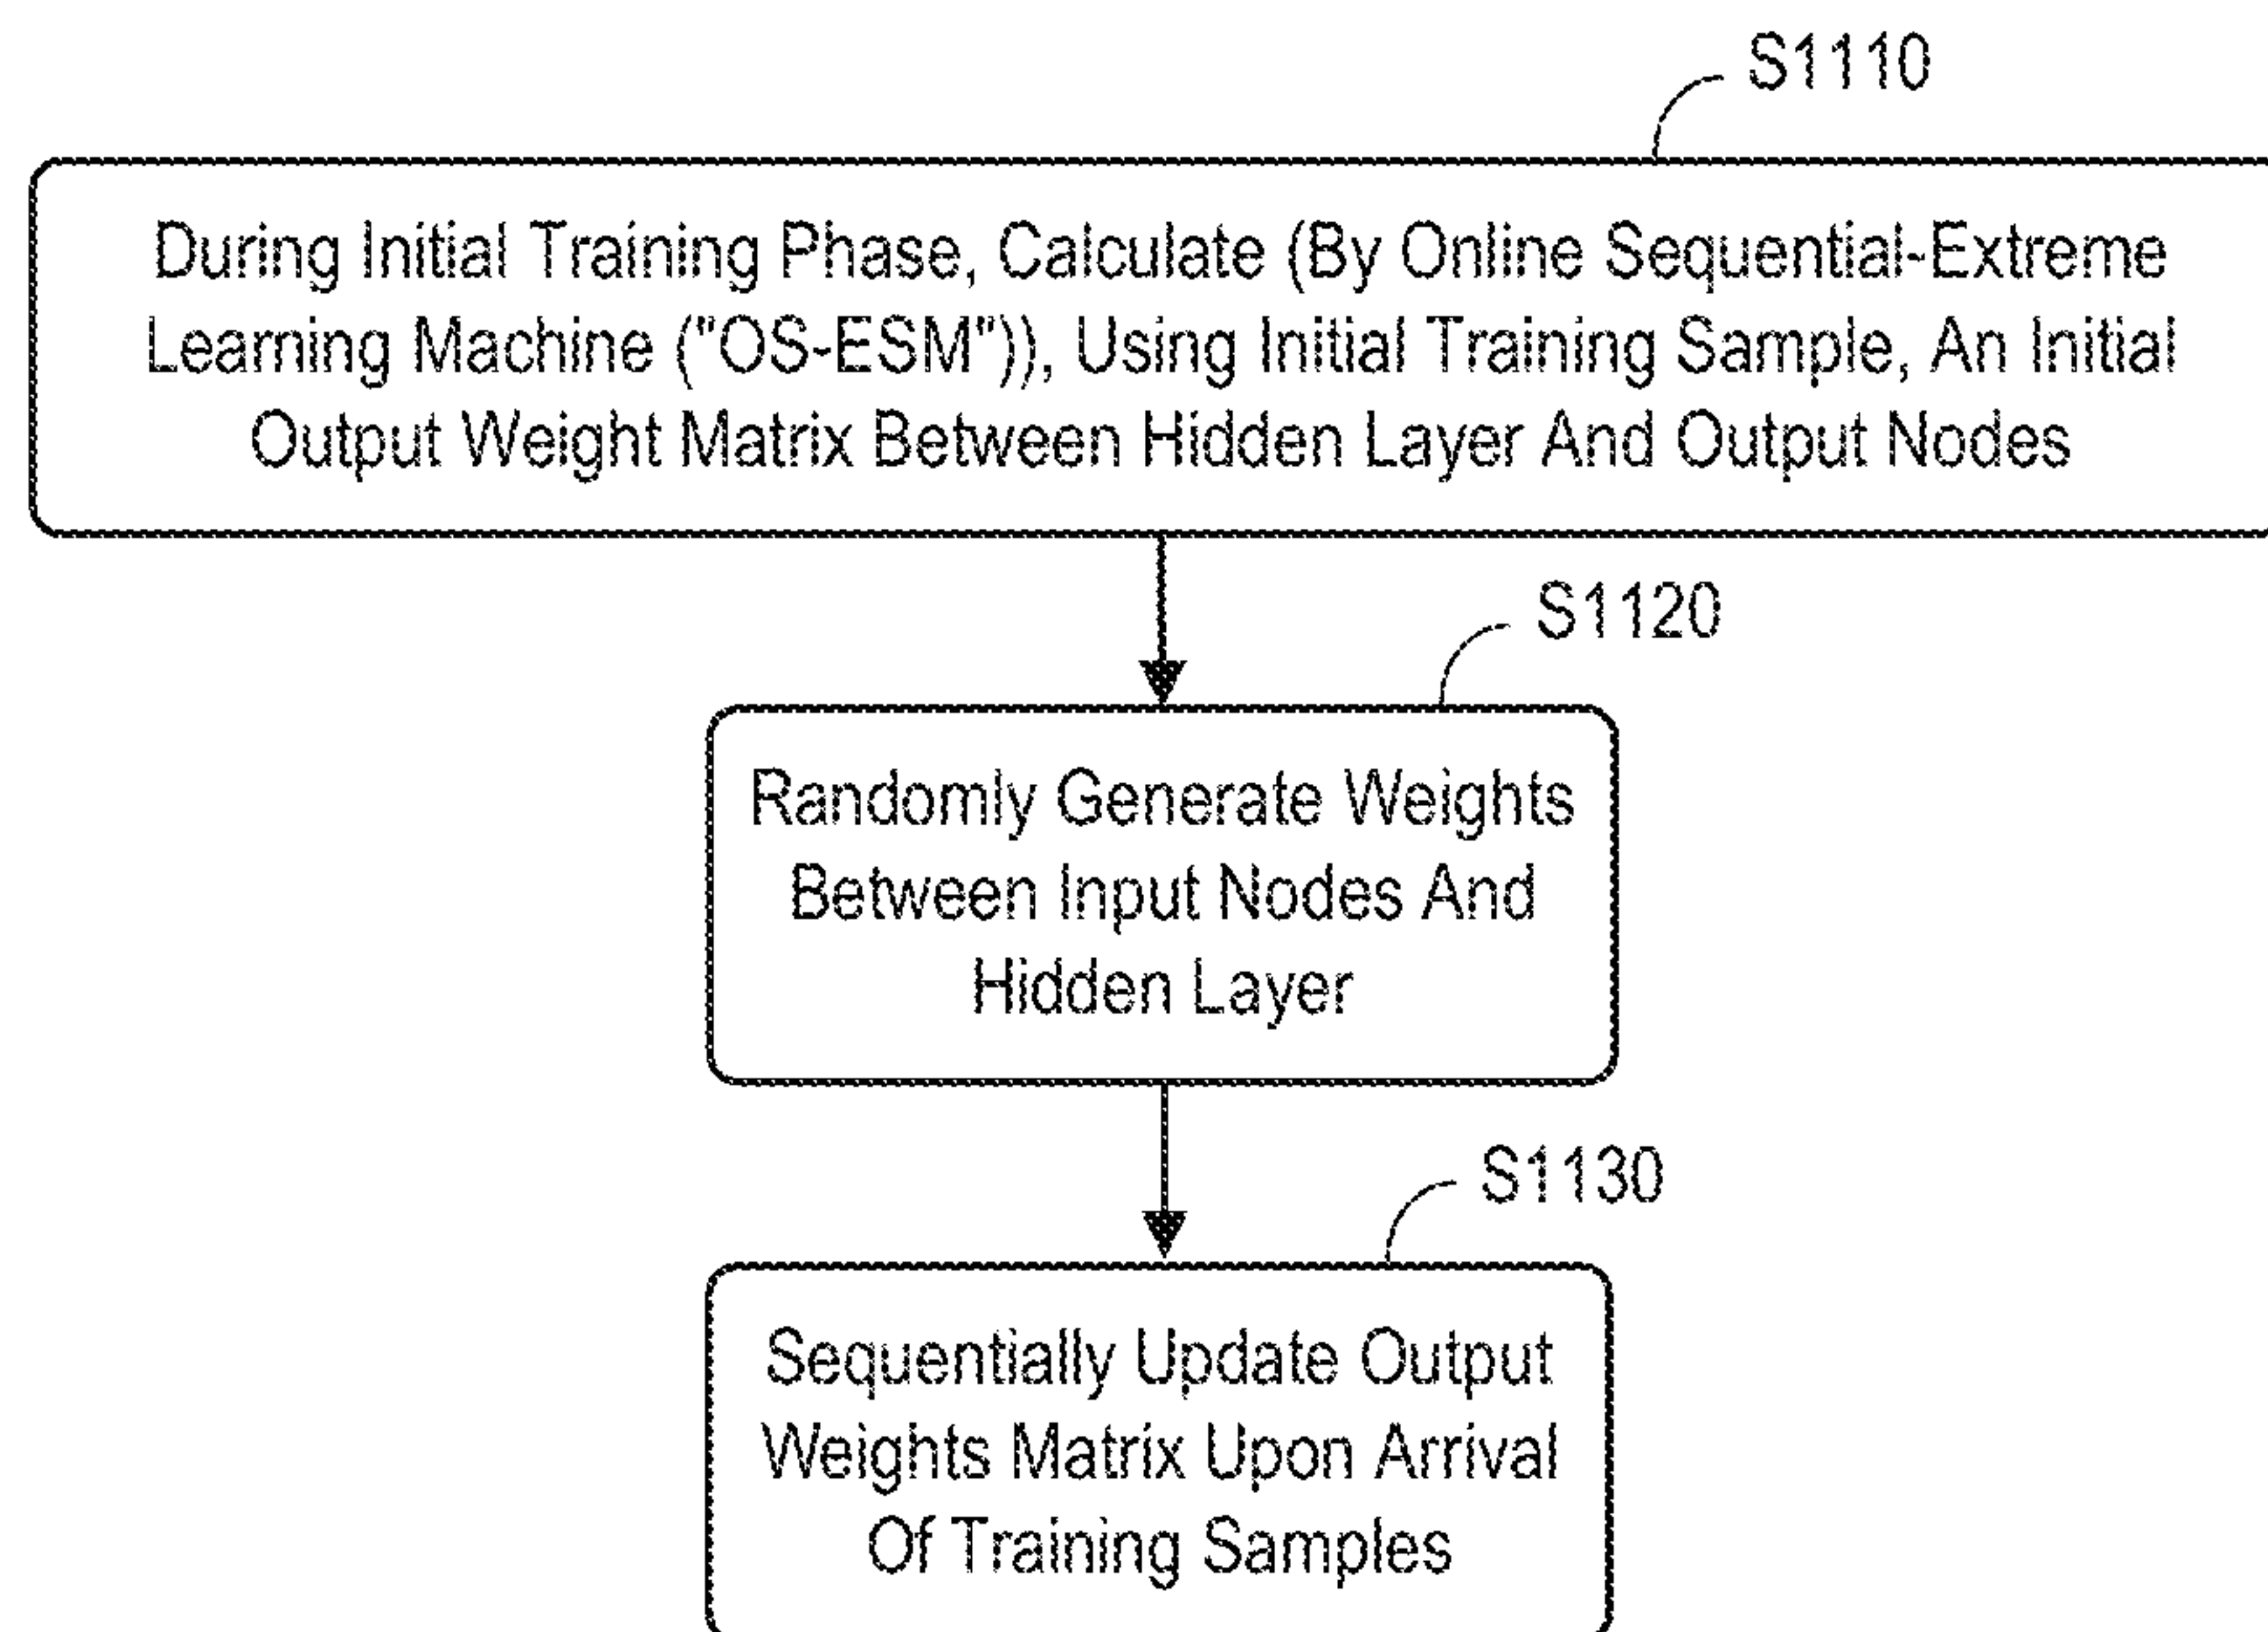 S1110
During Initial Training Phase, Calculate (By Online Sequential-Extreme
Learning Machine ("OS-ESM")), Using Initial Training Sample, An Initial
Output Weight Matrix Between Hidden Layer And Output Nodes
S1120
Randomly Generate Weights
Between Input Nodes And
Hidden Layer
S1130
Sequentially Update Output
Weights Matrix Upon Arrival
Of Training Samples